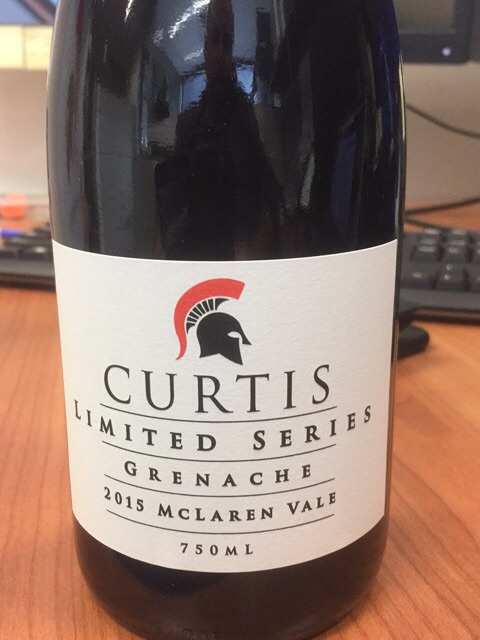 CURTIS
LIMITED SERIES
GRENACHE
2015 MCLAREN VALE
750ML